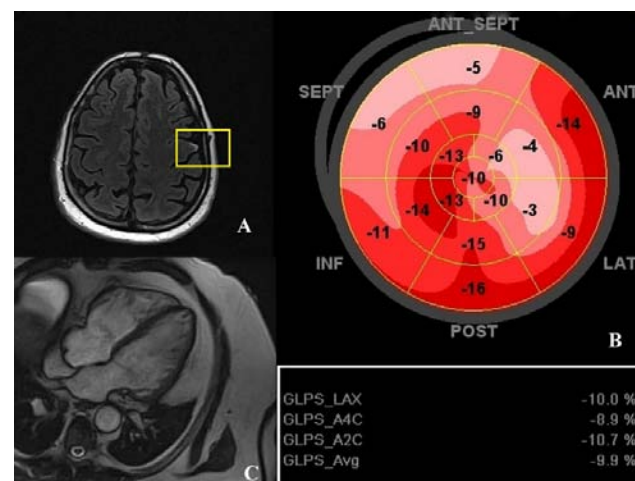 ANT_SEPT
SEPT
ANT
-5
-6
-9
-14
-10
-13
-6
-4
-10
-14
-13
-10
-3
-11
-15
-9
INF
-16
LAT
POST
A
B
C
GLPS_LAX -10.0 %
GLPS_A4C -8.9 %
GLPS_A2C -10.7 %
GLPS_Avg -9.9 %